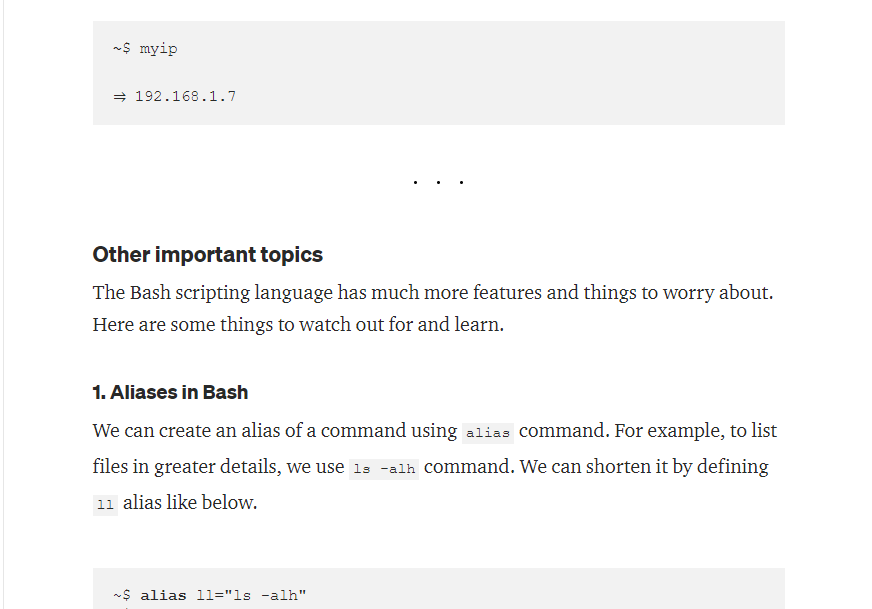 ~$ myip
⇒ 192.168.1.7
. . .
Other important topics
The Bash scripting language has much more features and things to worry about.
Here are some things to watch out for and learn.
1. Aliases in Bash
We can create an alias of a command using alias command. For example, to list
files in greater details, we use ls -alh command. We can shorten it by defining
ll alias like below.
~$ alias ll="ls -alh"